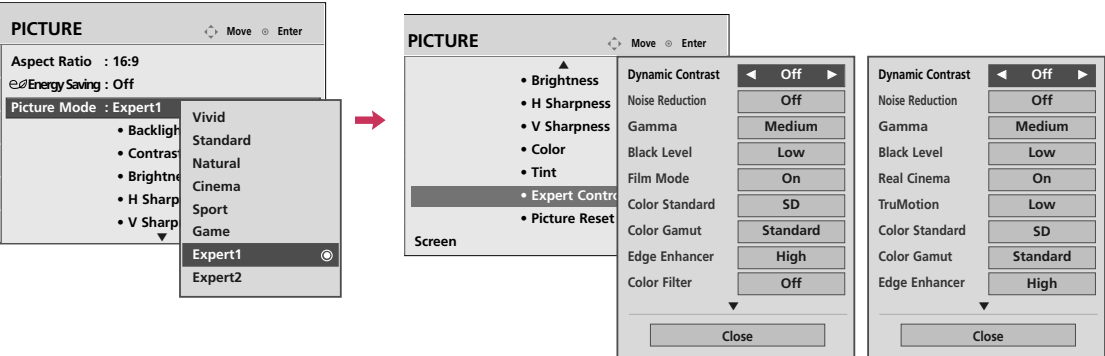 PICTURE
Move
Enter
Aspect Ratio : 16:9
Energy Saving : Off
Picture Mode : Expert1
• Backligh
• Contras
• Brightne
• H Sharp
• V Sharp
Vivid
Standard
Natural
Cinema
Sport
Game
Expert1
Expert2
PICTURE
Move
Enter
• Brightness
• H Sharpness
• V Sharpness
• Color
• Tint
• Expert Contro
• Picture Reset
Screen
Dynamic Contrast ◀ Off ▶
Noise Reduction Off
Gamma Medium
Black Level Low
Film Mode On
Color Standard SD
Color Gamut Standard
Edge Enhancer High
Color Filter Off
Close
Dynamic Contrast ◀ Off ▶
Noise Reduction Off
Gamma Medium
Black Level Low
Real Cinema On
TruMotion Low
Color Standard SD
Color Gamut Standard
Edge Enhancer High
Close